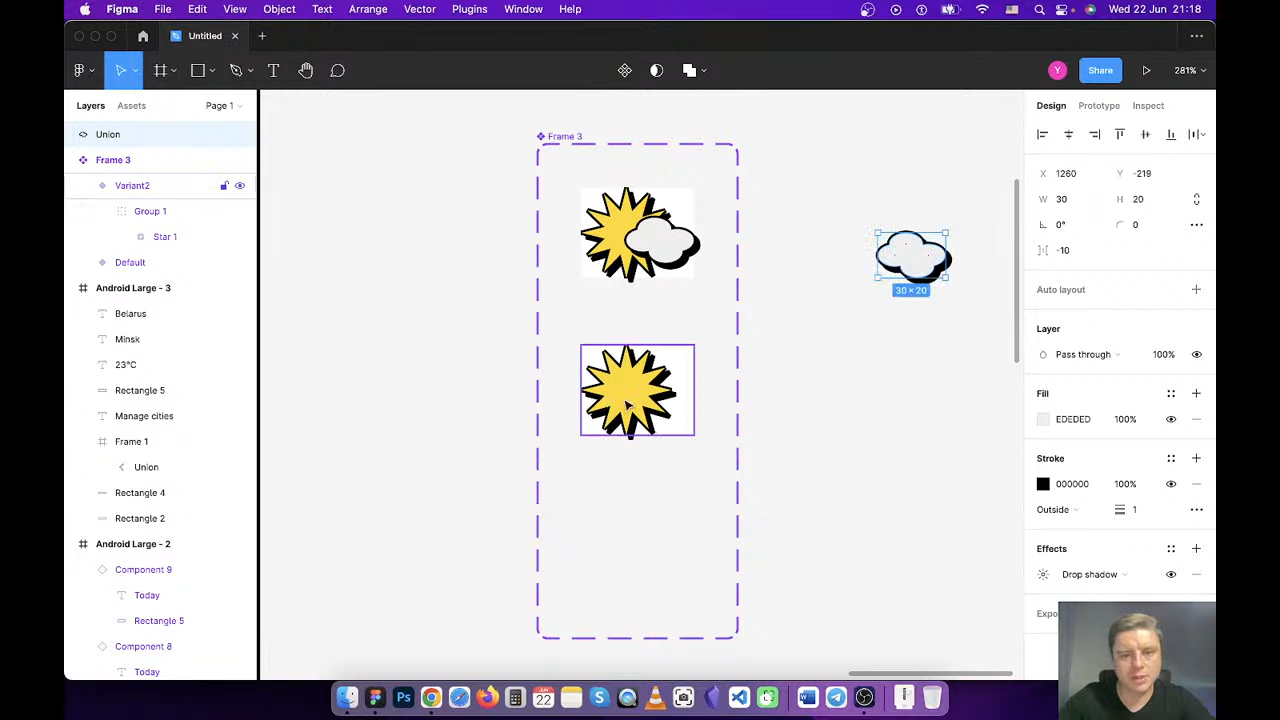 Figma File Edit View Object Text Arrange Vector Plugins Window Help Wed 22 Jun 21:18
Untitled
Y Share 281%
Layers Assets Page 1
Union
Frame 3
Variant2
Group 1
Star 1
Default
Android Large - 3
Belarus
Minsk
23°C
Rectangle 5
Manage cities
Frame 1
Union
Rectangle 4
Rectangle 2
Android Large - 2
Component 9
Today
Rectangle 5
Component 8
Today
Frame 3
30 × 20
Design Prototype Inspect
X 1260 Y -219
W 30 H 20
0° 0
-10
Auto layout
Layer
Pass through 100%
Fill
EDEDED 100%
Stroke
000000 100%
Outside 1
Effects
Drop shadow
Expo